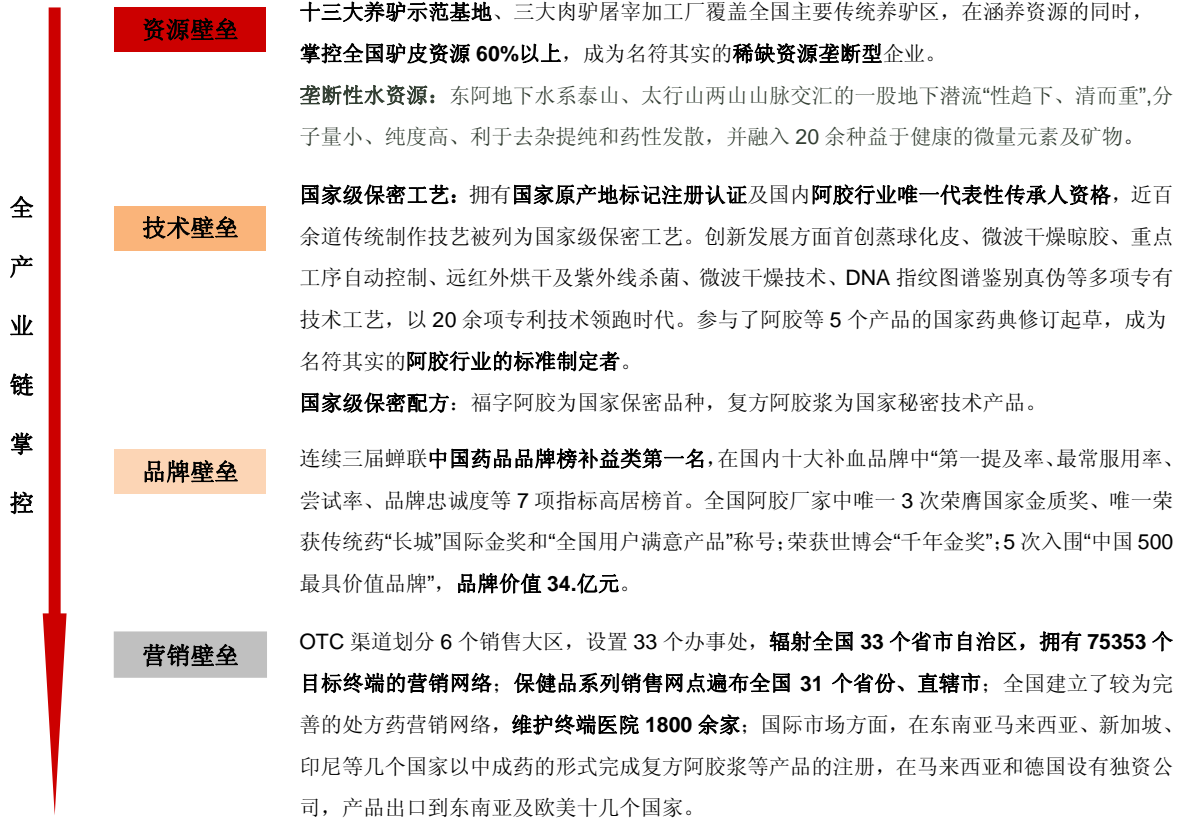 全
产
业
链
掌
控
资源壁垒
十三大养驴示范基地、三大肉驴屠宰加工厂覆盖全国主要传统养驴区，在涵养资源的同时，
掌控全国驴皮资源 60%以上，成为名符其实的稀缺资源垄断型企业。
垄断性水资源：东阿地下水系泰山、太行山两山山脉交汇的一股地下潜流“性趋下、清而重”,分
子量小、纯度高、利于去杂提纯和药性发散，并融入 20 余种益于健康的微量元素及矿物。
技术壁垒
国家级保密工艺：拥有国家原产地标记注册认证及国内阿胶行业唯一代表性传承人资格，近百
余道传统制作技艺被列为国家级保密工艺。创新发展方面首创蒸球化皮、微波干燥晾胶、重点
工序自动控制、远红外烘干及紫外线杀菌、微波干燥技术、DNA 指纹图谱鉴别真伪等多项专有
技术工艺，以 20 余项专利技术领跑时代。参与了阿胶等 5 个产品的国家药典修订起草，成为
名符其实的阿胶行业的标准制定者。
国家级保密配方：福字阿胶为国家保密品种，复方阿胶浆为国家秘密技术产品。
品牌壁垒
连续三届蝉联中国药品品牌榜补益类第一名，在国内十大补血品牌中“第一提及率、最常服用率、
尝试率、品牌忠诚度等 7 项指标高居榜首。全国阿胶厂家中唯一 3 次荣膺国家金质奖、唯一荣
获传统药“长城”国际金奖和“全国用户满意产品”称号；荣获世博会“千年金奖”；5 次入围“中国 500
最具价值品牌”，品牌价值 34.亿元。
营销壁垒
OTC 渠道划分 6 个销售大区，设置 33 个办事处，辐射全国 33 个省市自治区，拥有 75353 个
目标终端的营销网络；保健品系列销售网点遍布全国 31 个省份、直辖市；全国建立了较为完
善的处方药营销网络，维护终端医院 1800 余家；国际市场方面，在东南亚马来西亚、新加坡、
印尼等几个国家以中成药的形式完成复方阿胶浆等产品的注册，在马来西亚和德国设有独资公
司，产品出口到东南亚及欧美十几个国家。